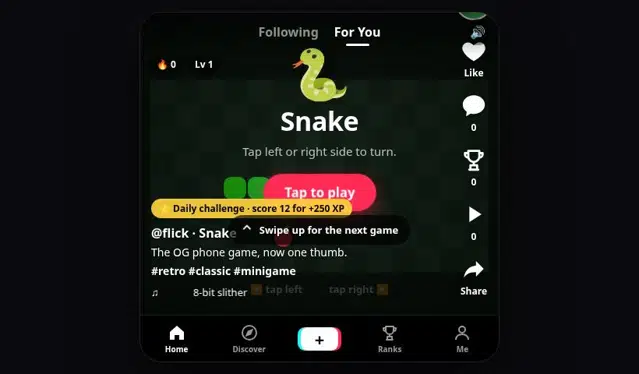 Following For You
🔥 0 Lv 1
Like
Snake
0
Tap left or right side to turn.
0
Tap to play
Daily challenge · score 12 for +250 XP
@flick · Snake
Swipe up for the next game
0
The OG phone game, now one thumb.
#retro #classic #minigame
♫ 8-bit slither
tap left tap right
Share
Home Discover + Ranks Me